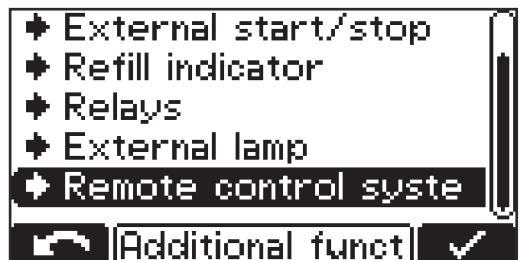 External start/stop
Refill indicator
Relays
External lamp
Remote control syste
Additional funct